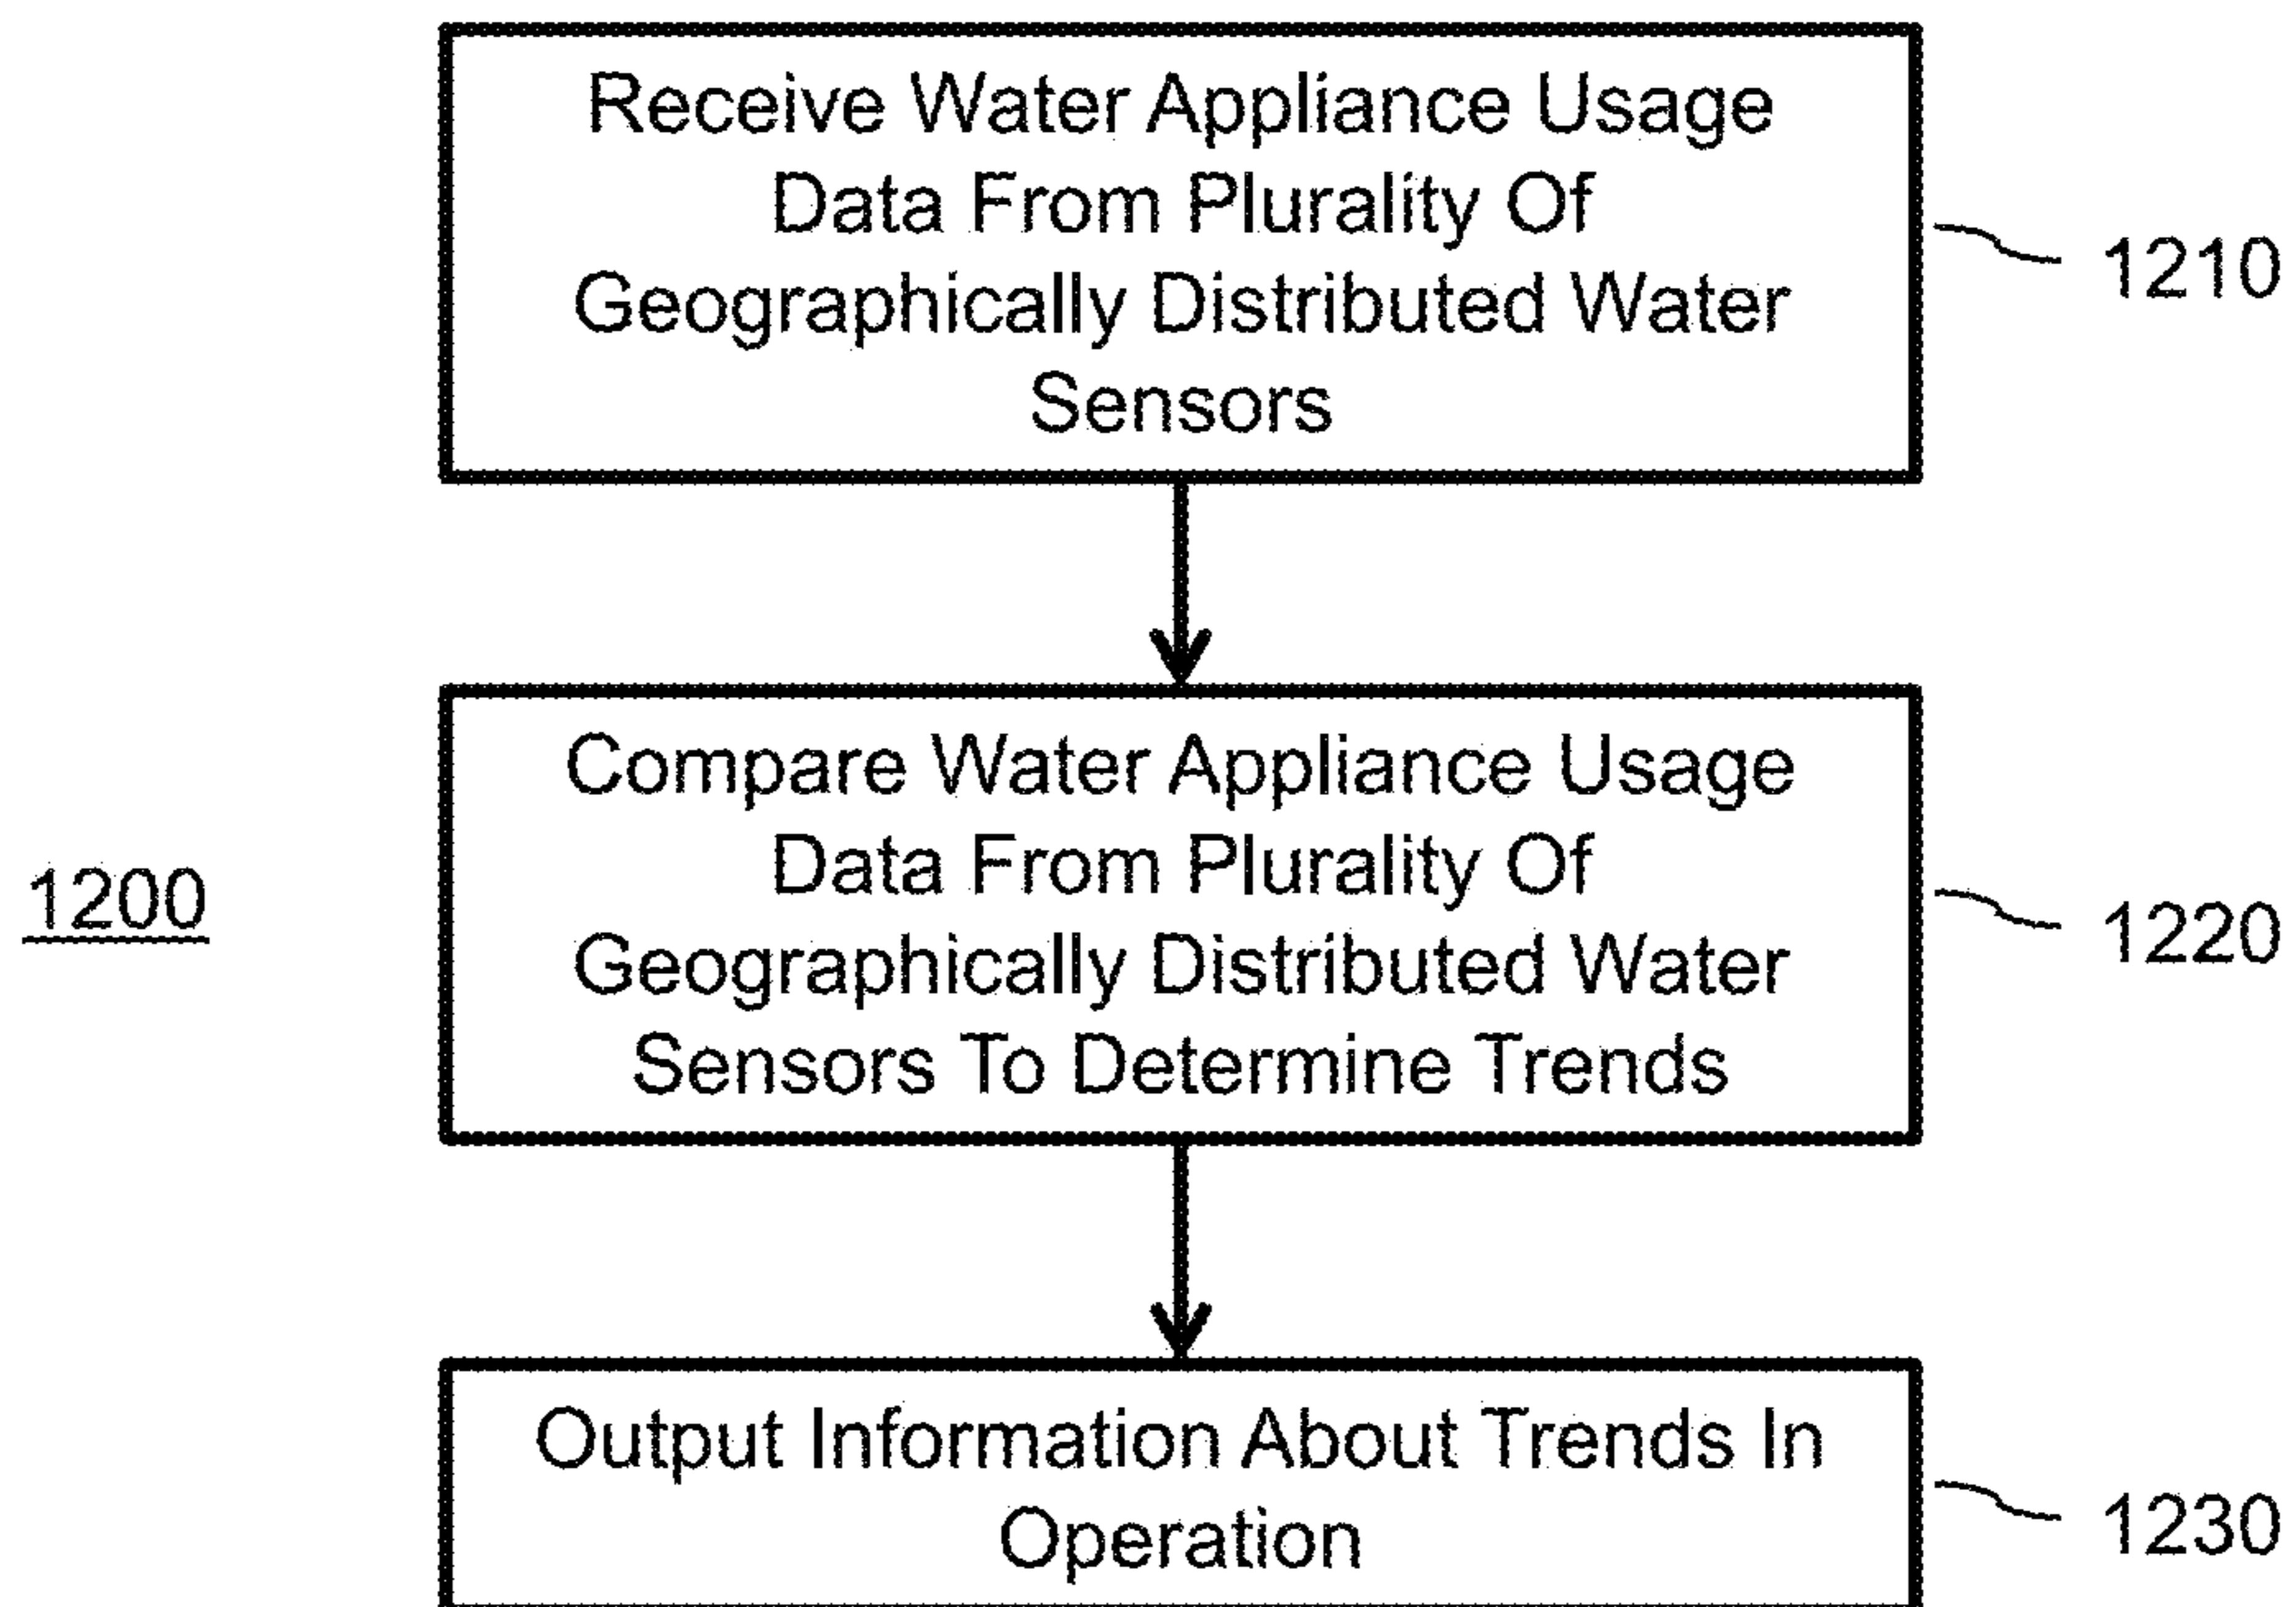 Receive Water Appliance Usage
Data From Plurality Of
Geographically Distributed Water
Sensors
1210
Compare Water Appliance Usage
Data From Plurality Of
Geographically Distributed Water
Sensors To Determine Trends
1200
1220
Output Information About Trends In
Operation
1230